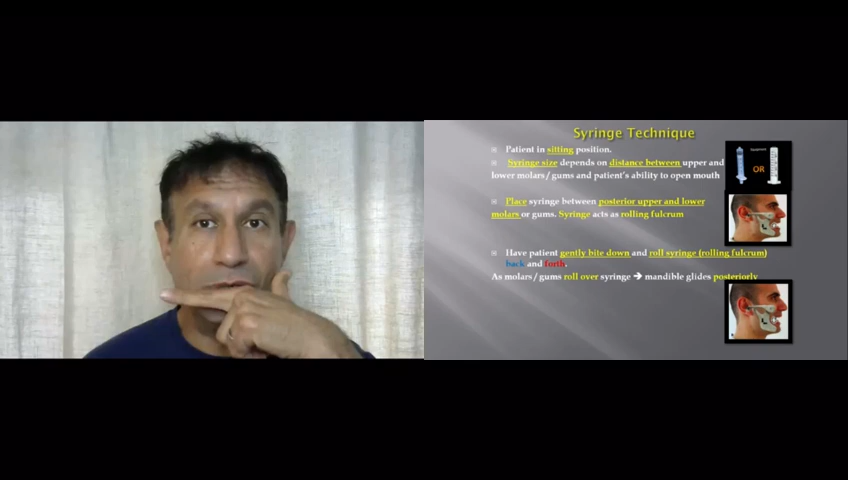 Syringe Technique
Patient in sitting position.
Syringe size depends on distance between upper and
lower molars/gums and patient's ability to open mouth
OR
Place syringe between posterior upper and lower
molars or gums. Syringe acts as rolling fulcrum
Have patient gently bite down and roll syringe (rolling fulcrum)
back and forth.
As molars / gums roll over syringe → mandible glides posteriorly